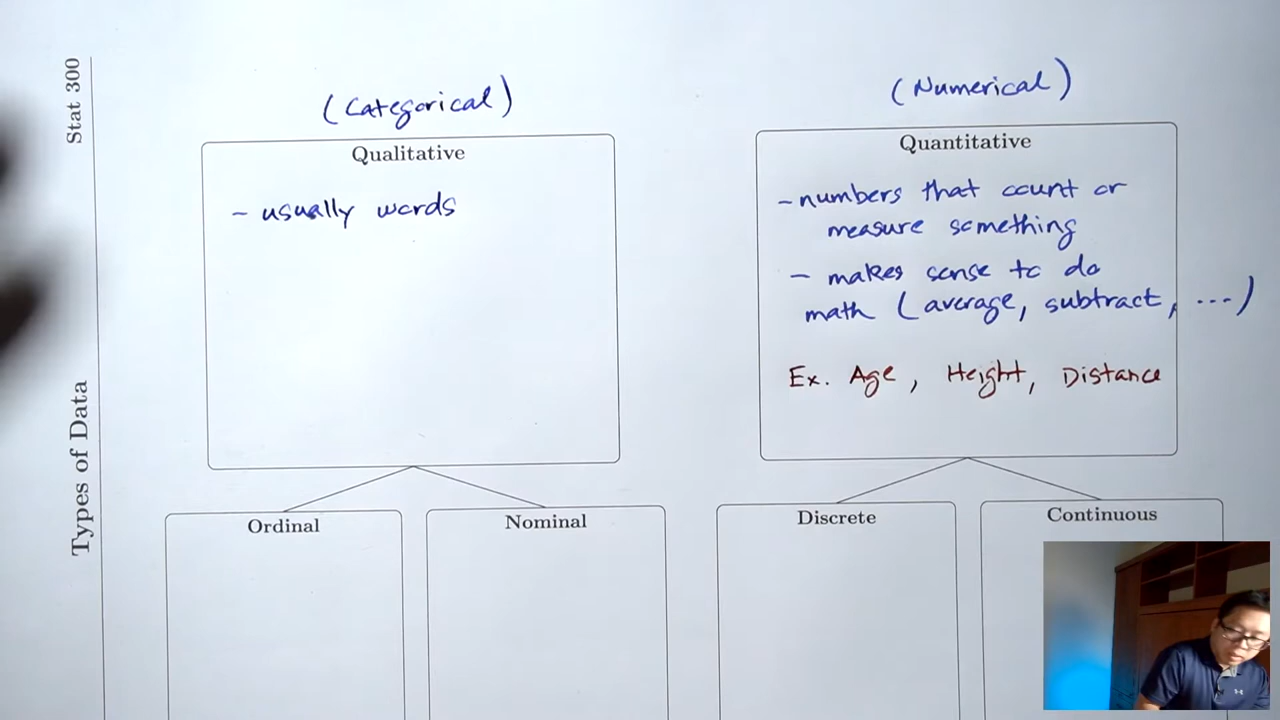 Stat 300
Types of Data
(Categorical)
Qualitative
- usually words
(Numerical)
Quantitative
- numbers that count or
measure something
- makes sense to do
math (average, subtract, ...)
Ex. Age, Height, Distance
Ordinal
Nominal
Discrete
Continuous